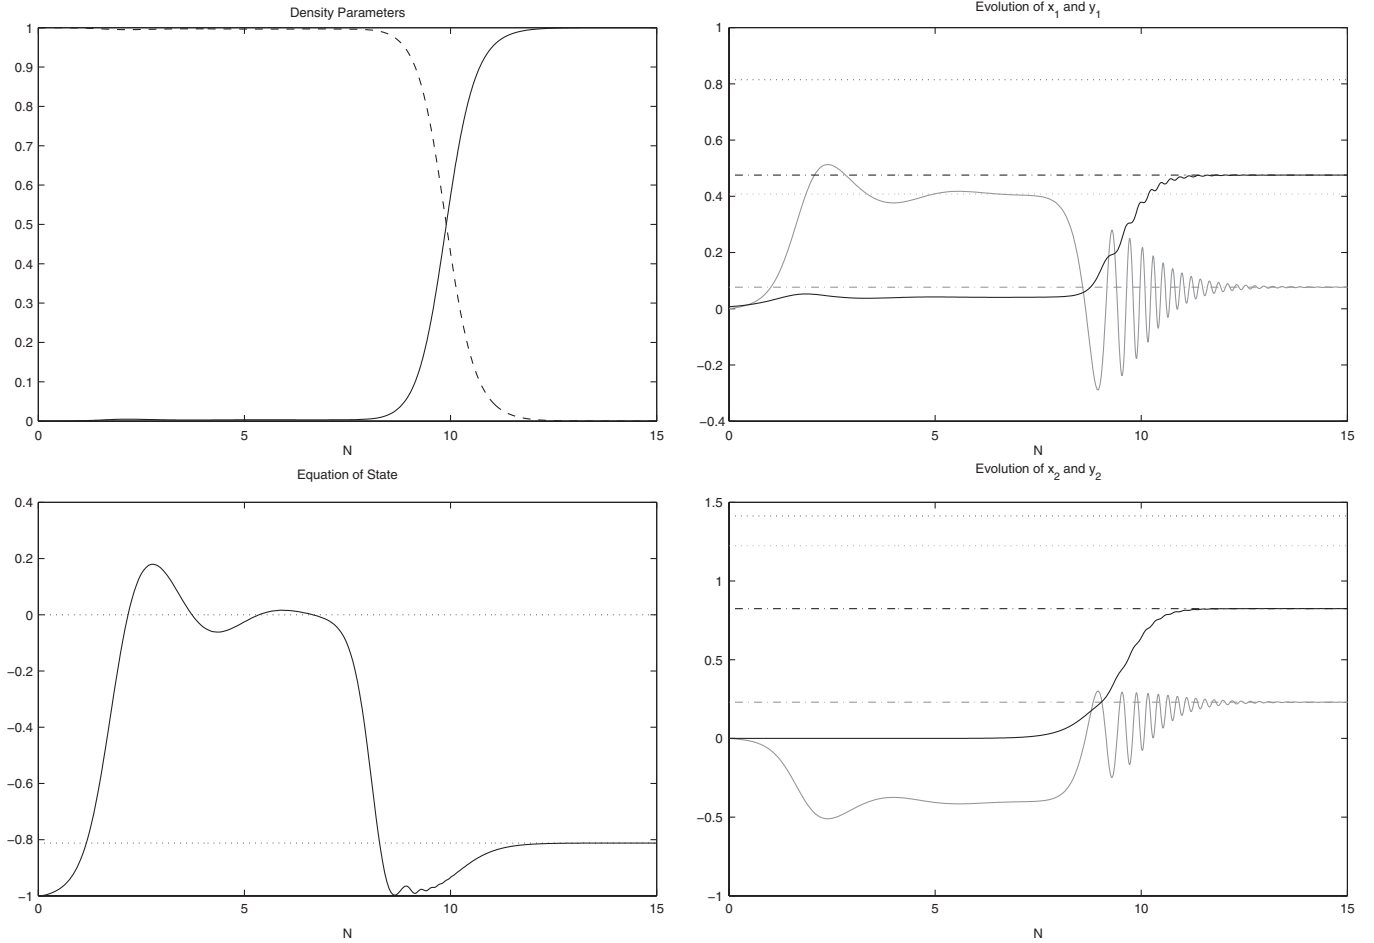 Density Parameters
1
0.9
0.8
0.7
0.6
0.5
0.4
0.3
0.2
0.1
0
0 5 10 15
N
Evolution of x1 and y1
1
0.8
0.6
0.4
0.2
0
−0.2
−0.4
0 5 10 15
N
Equation of State
0.4
0.2
0
−0.2
−0.4
−0.6
−0.8
−1
0 5 10 15
N
Evolution of x2 and y2
1.5
1
0.5
0
−0.5
−1
0 5 10 15
N